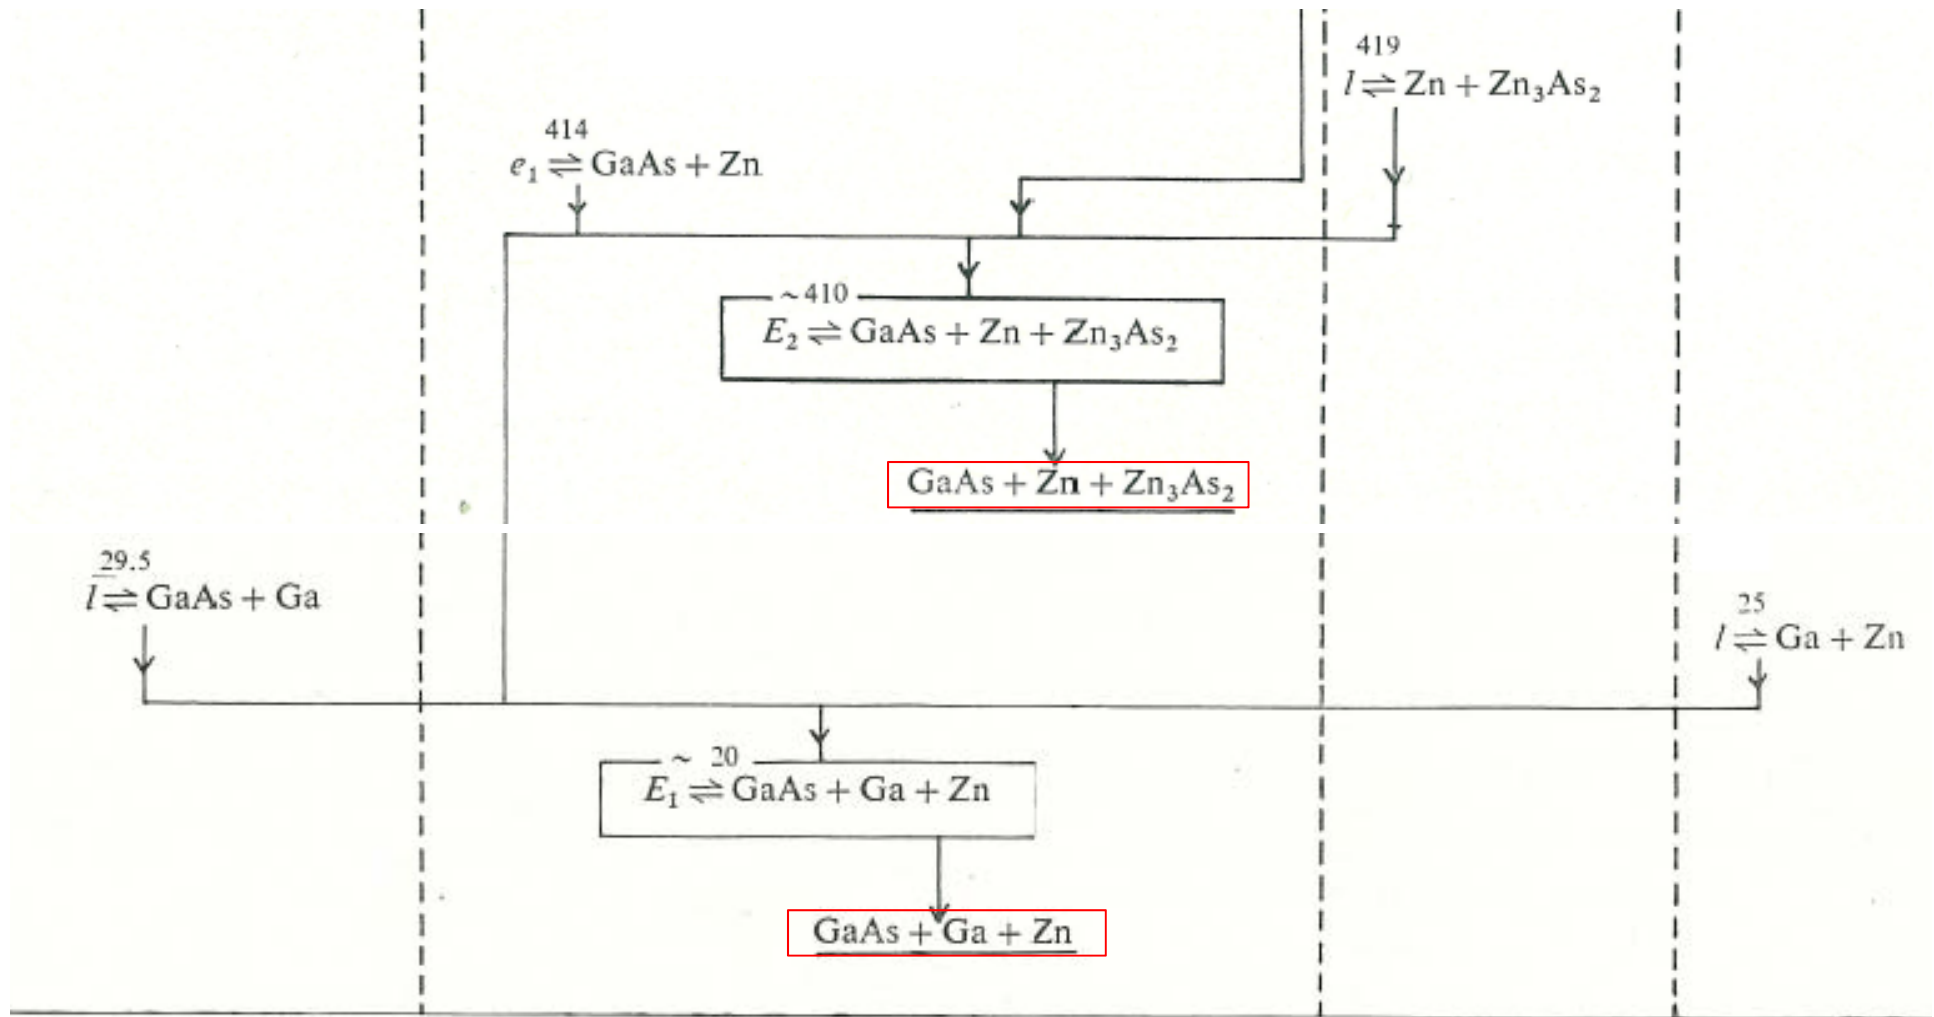 419
l ⇌ Zn + Zn₃As₂
414
e₁ ⇌ GaAs + Zn
~410
E₂ ⇌ GaAs + Zn + Zn₃As₂
GaAs + Zn + Zn₃As₂
29.5
l ⇌ GaAs + Ga
25
l ⇌ Ga + Zn
~ 20
E₁ ⇌ GaAs + Ga + Zn
GaAs + Ga + Zn